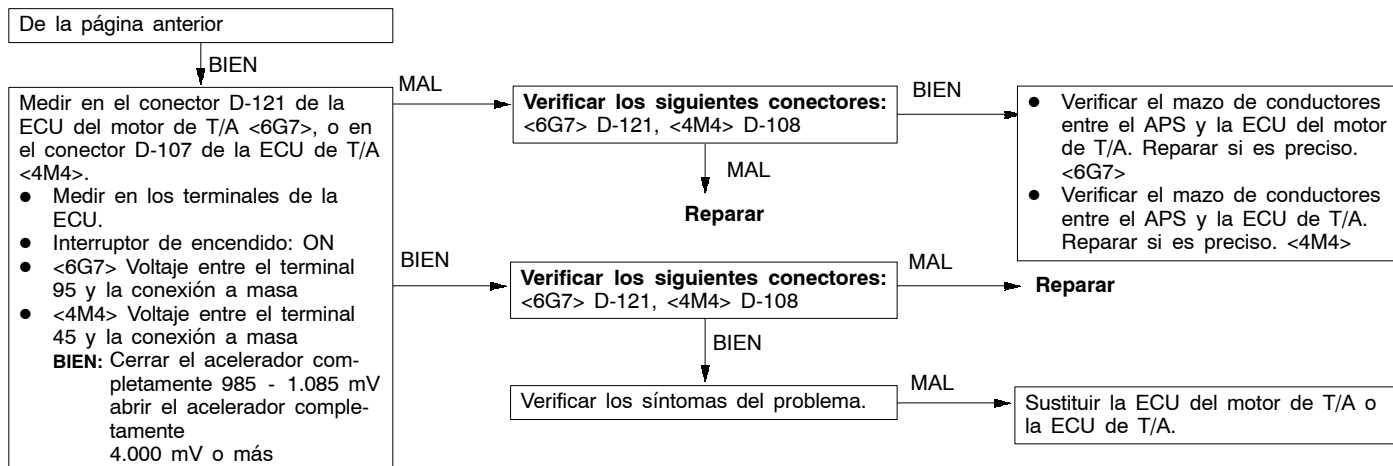 De la página anterior
BIEN
Medir en el conector D-121 de la
ECU del motor de T/A <6G7>, o en
el conector D-107 de la ECU de T/A
<4M4>.
● Medir en los terminales de la
ECU.
● Interruptor de encendido: ON
● <6G7> Voltaje entre el terminal
95 y la conexión a masa
● <4M4> Voltaje entre el terminal
45 y la conexión a masa
BIEN: Cerrar el acelerador com-
pletamente 985 - 1.085 mV
abrir el acelerador comple-
tamente
4.000 mV o más
MAL
Verificar los siguientes conectores:
<6G7> D-121, <4M4> D-108
MAL
Reparar
BIEN
● Verificar el mazo de conductores
entre el APS y la ECU del motor
de T/A. Reparar si es preciso.
<6G7>
● Verificar el mazo de conductores
entre el APS y la ECU de T/A.
Reparar si es preciso. <4M4>
BIEN
Verificar los siguientes conectores:
<6G7> D-121, <4M4> D-108
MAL
Reparar
BIEN
Verificar los síntomas del problema.
MAL
Sustituir la ECU del motor de T/A o
la ECU de T/A.